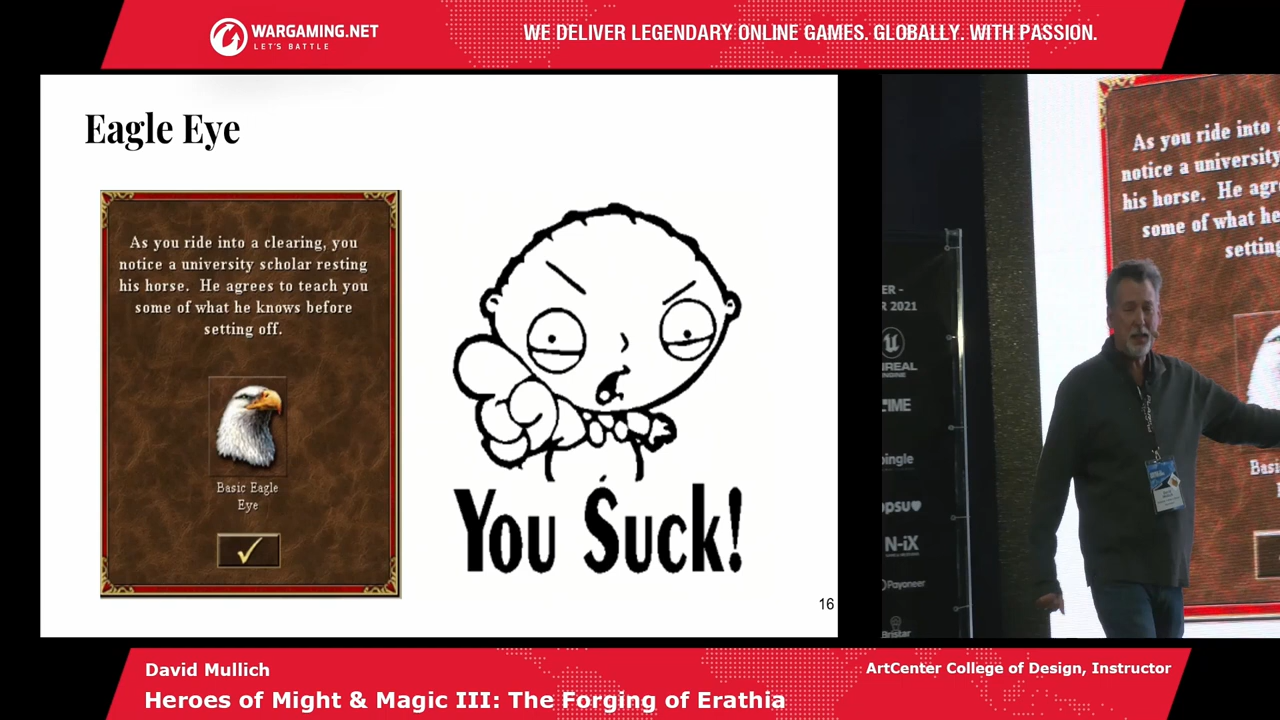 WARGAMING.NET
LET'S BATTLE
WE DELIVER LEGENDARY ONLINE GAMES. GLOBALLY. WITH PASSION.
Eagle Eye
As you ride into a clearing, you
notice a university scholar resting
his horse. He agrees to teach you
some of what he knows before
setting off.
Basic Eagle
Eye
You Suck!
16
As you ride into
notice a university
his horse. He
some of what he
setting
ER -
R 2021
N-iX
Payoneer
David Mullich
ArtCenter College of Design, Instructor
Heroes of Might & Magic III: The Forging of Erathia